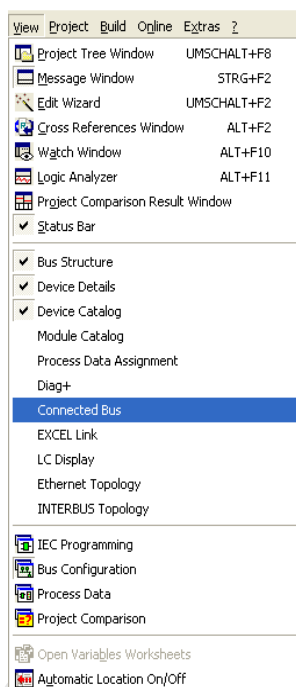 View Project Build Online Extras ?
Project Tree Window UMSCHALT+F8
Message Window STRG+F2
Edit Wizard UMSCHALT+F2
Cross References Window ALT+F2
Watch Window ALT+F10
Logic Analyzer ALT+F11
Project Comparison Result Window
Status Bar
Bus Structure
Device Details
Device Catalog
Module Catalog
Process Data Assignment
Diag+
Connected Bus
EXCEL Link
LC Display
Ethernet Topology
INTERBUS Topology
IEC Programming
Bus Configuration
Process Data
Project Comparison
Open Variables Worksheets
Automatic Location On/Off